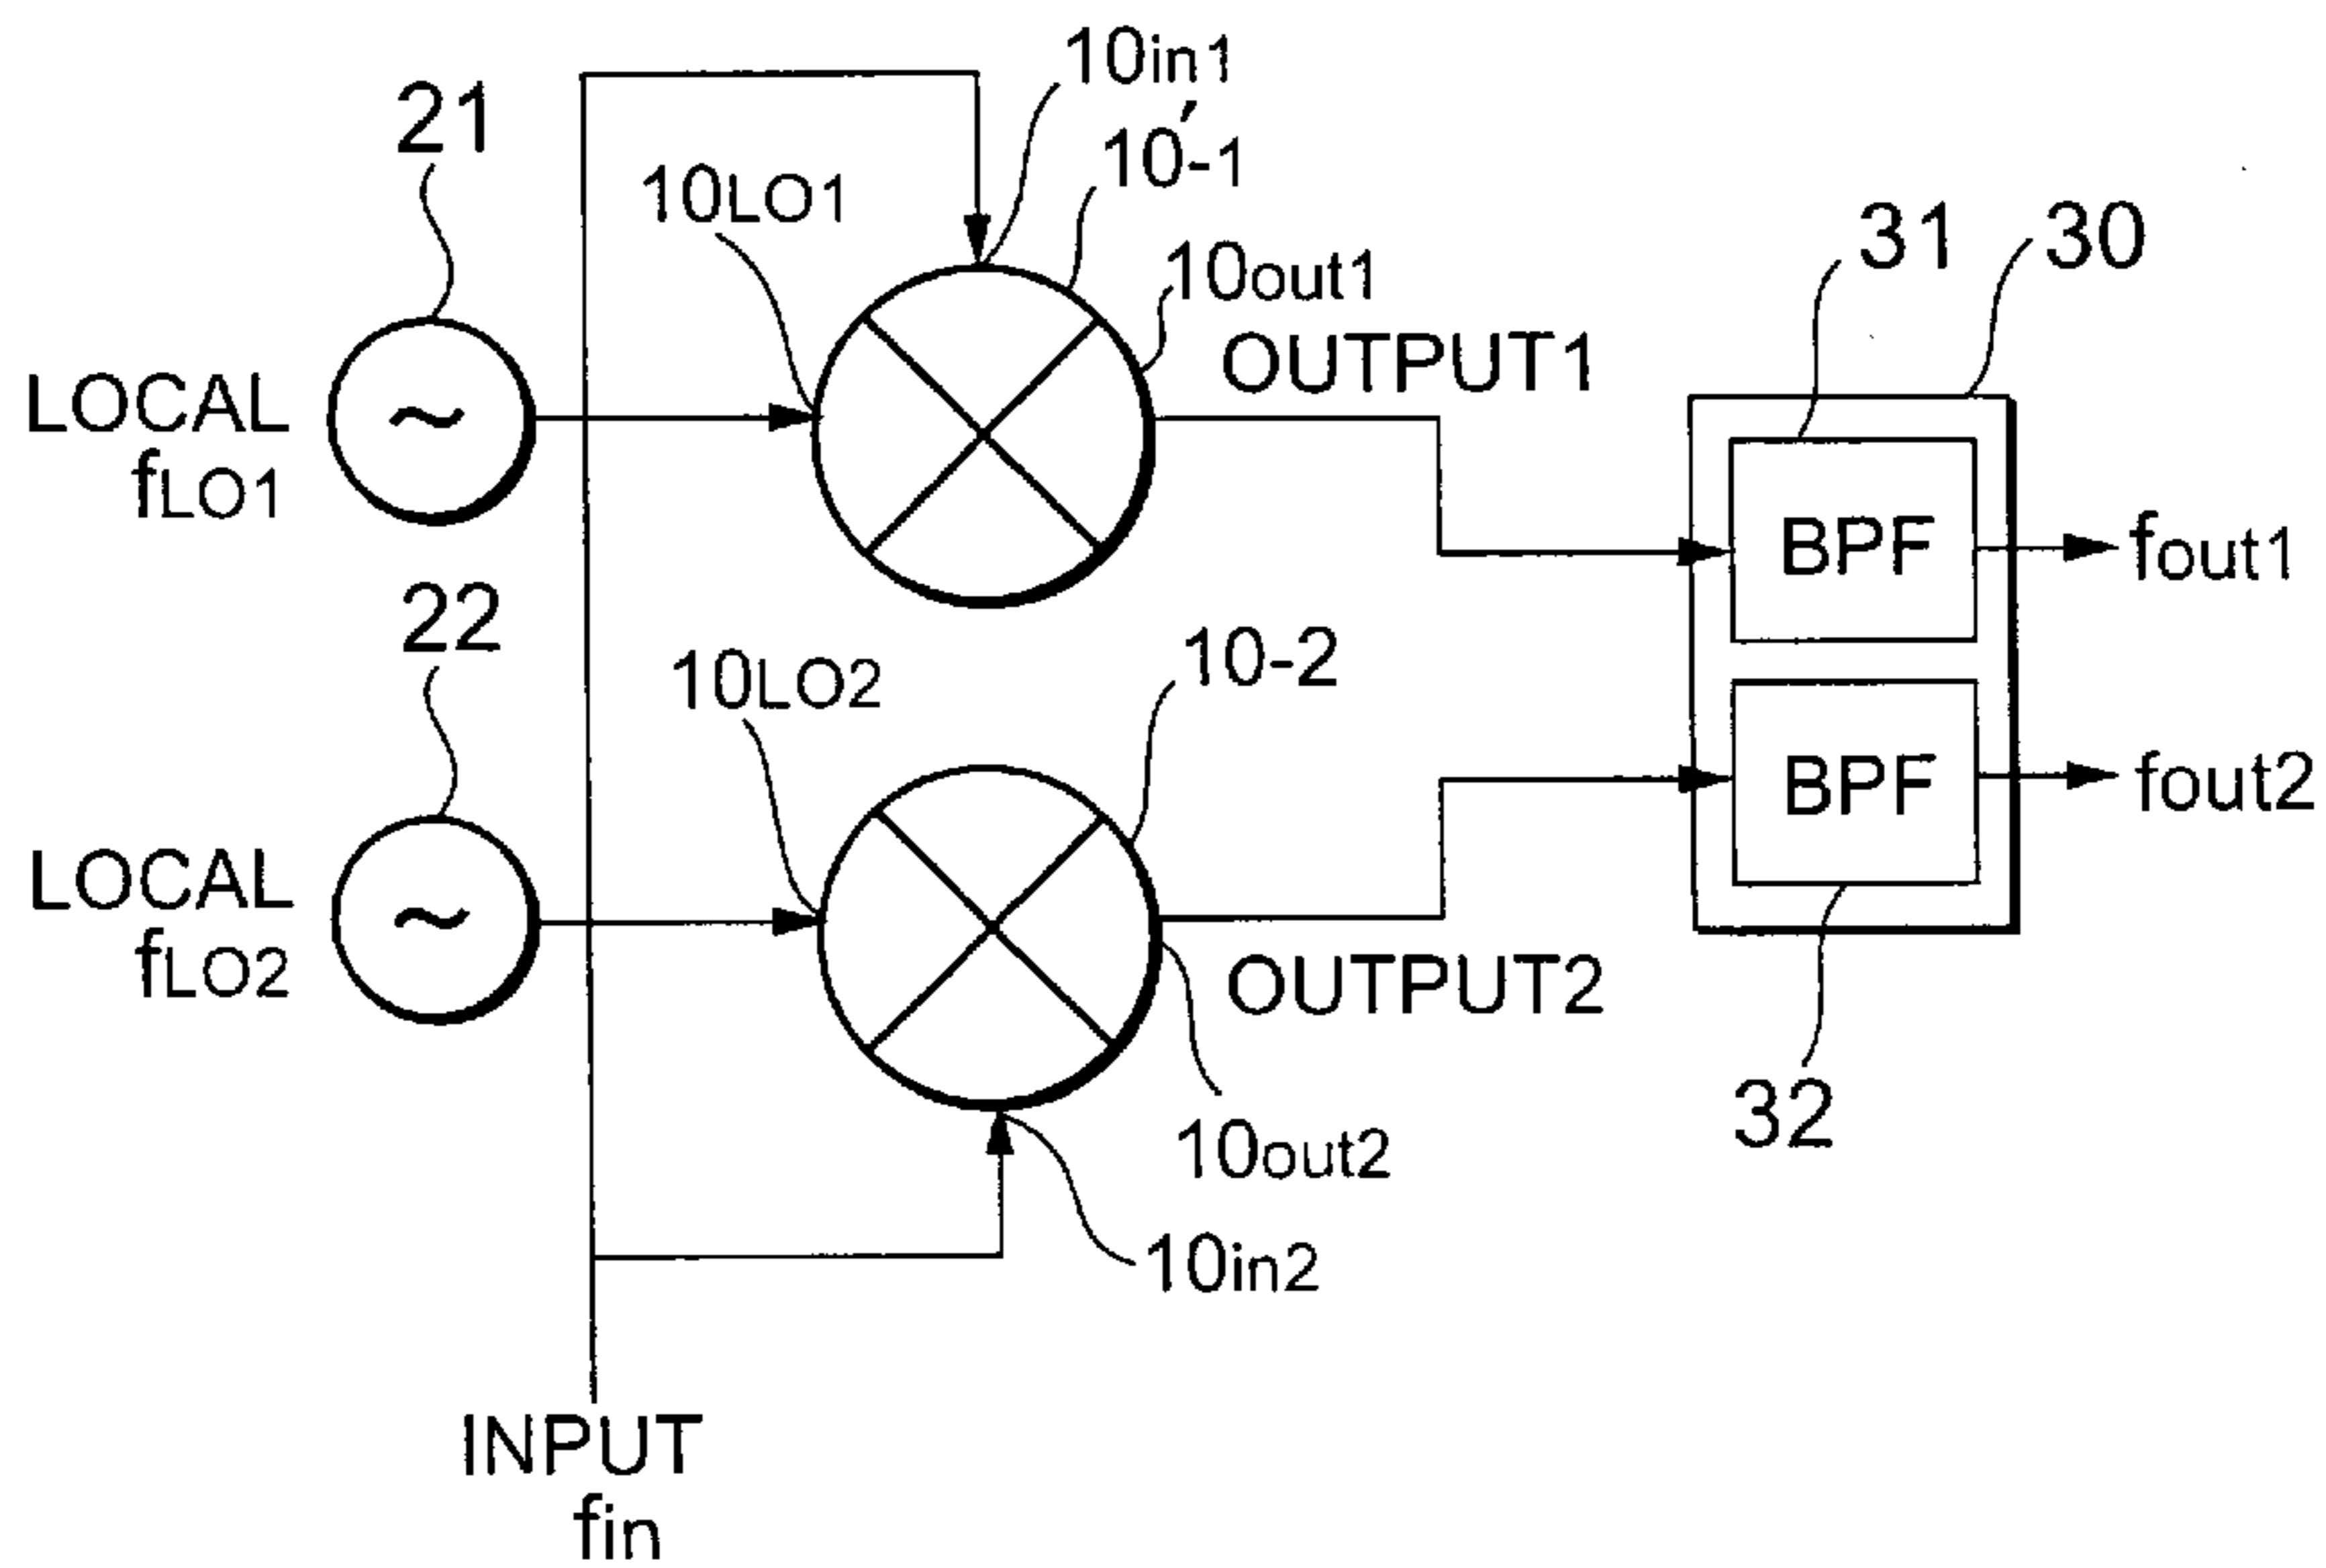 10in1
21
10'-1
10LO1
31
30
10out1
OUTPUT1
LOCAL
fLO1
BPF
fout1
22
10-2
10LO2
BPF
fout2
LOCAL
fLO2
OUTPUT2
32
10out2
10in2
INPUT
fin